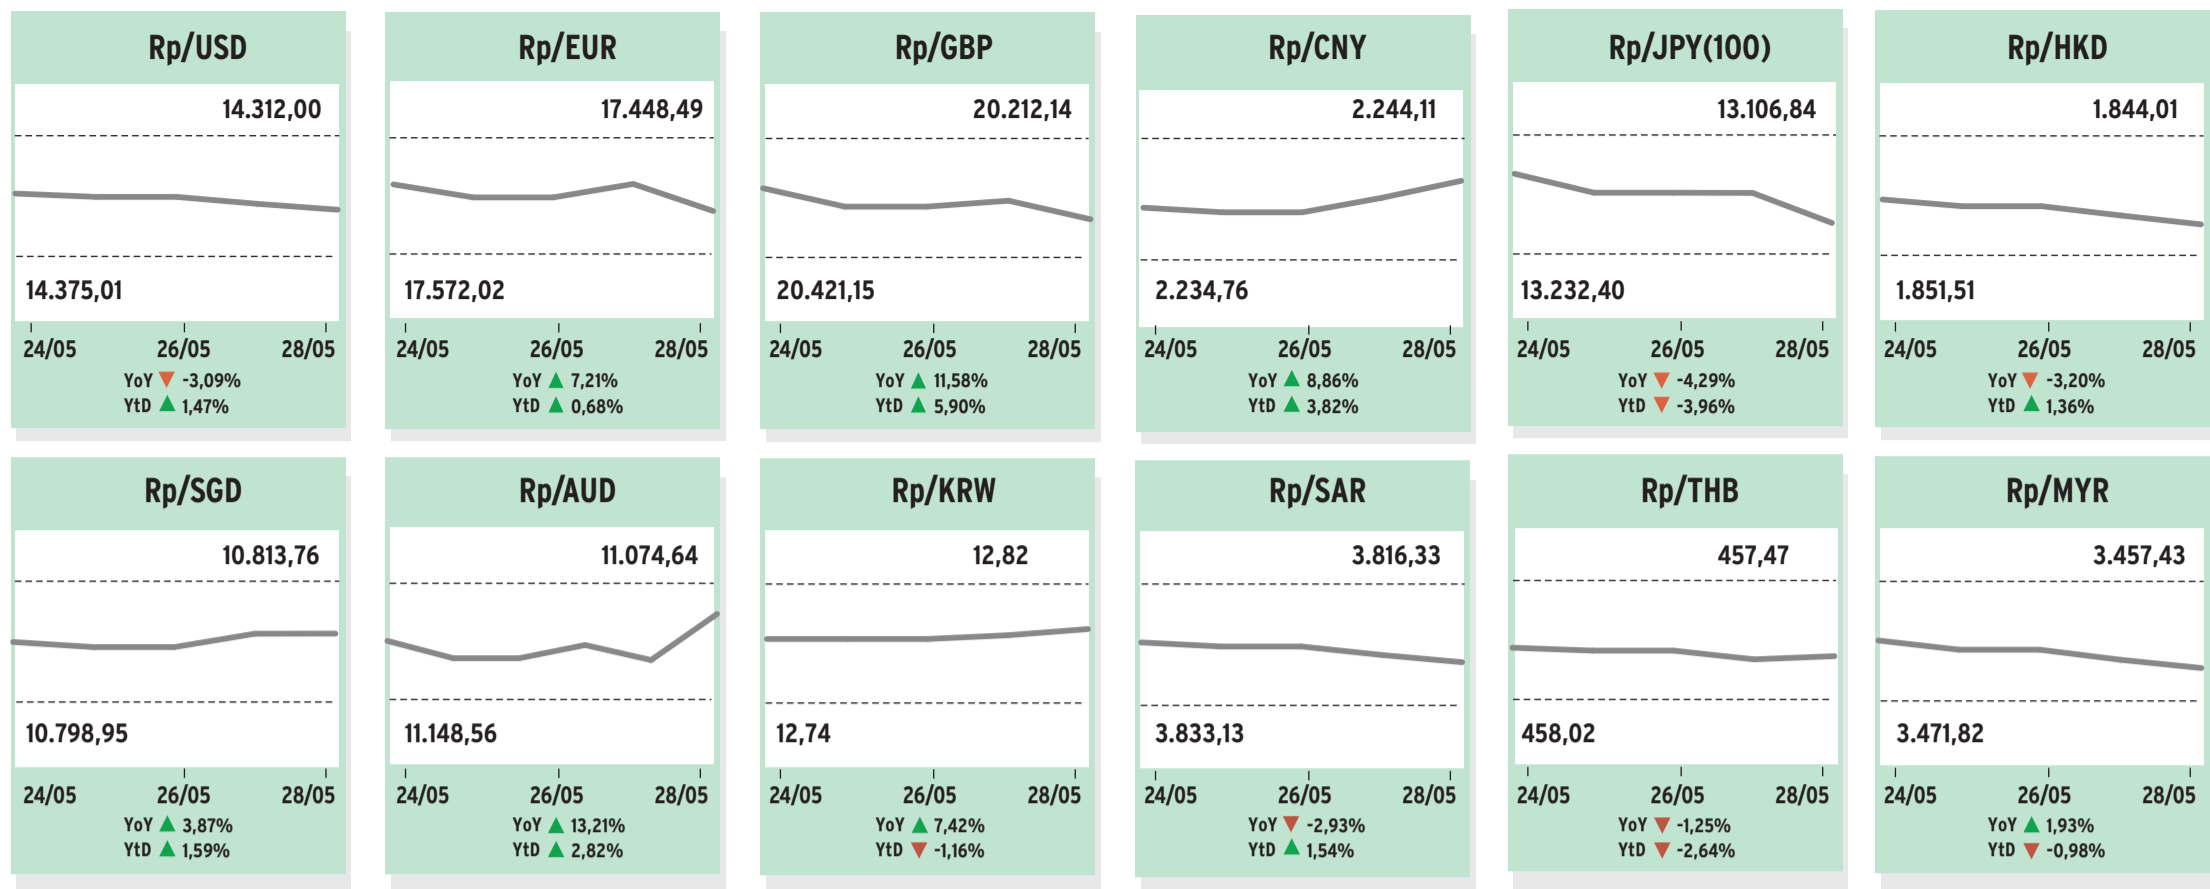 Rp/USD
14.312,00
14.375,01
24/05 26/05 28/05
YoY ▼ -3,09%
YtD ▲ 1,47%
Rp/EUR
17.448,49
17.572,02
24/05 26/05 28/05
YoY ▲ 7,21%
YtD ▲ 0,68%
Rp/GBP
20.212,14
20.421,15
24/05 26/05 28/05
YoY ▲ 11,58%
YtD ▲ 5,90%
Rp/CNY
2.244,11
2.234,76
24/05 26/05 28/05
YoY ▲ 8,86%
YtD ▲ 3,82%
Rp/JPY(100)
13.106,84
13.232,40
24/05 26/05 28/05
YoY ▼ -4,29%
YtD ▼ -3,96%
Rp/HKD
1.844,01
1.851,51
24/05 26/05 28/05
YoY ▼ -3,20%
YtD ▲ 1,36%
Rp/SGD
10.813,76
10.798,95
24/05 26/05 28/05
YoY ▲ 3,87%
YtD ▲ 1,59%
Rp/AUD
11.074,64
11.148,56
24/05 26/05 28/05
YoY ▲ 13,21%
YtD ▲ 2,82%
Rp/KRW
12,82
12,74
24/05 26/05 28/05
YoY ▲ 7,42%
YtD ▼ -1,16%
Rp/SAR
3.816,33
3.833,13
24/05 26/05 28/05
YoY ▼ -2,93%
YtD ▲ 1,54%
Rp/THB
457,47
458,02
24/05 26/05 28/05
YoY ▼ -1,25%
YtD ▼ -2,64%
Rp/MYR
3.457,43
3.471,82
24/05 26/05 28/05
YoY ▲ 1,93%
YtD ▼ -0,98%